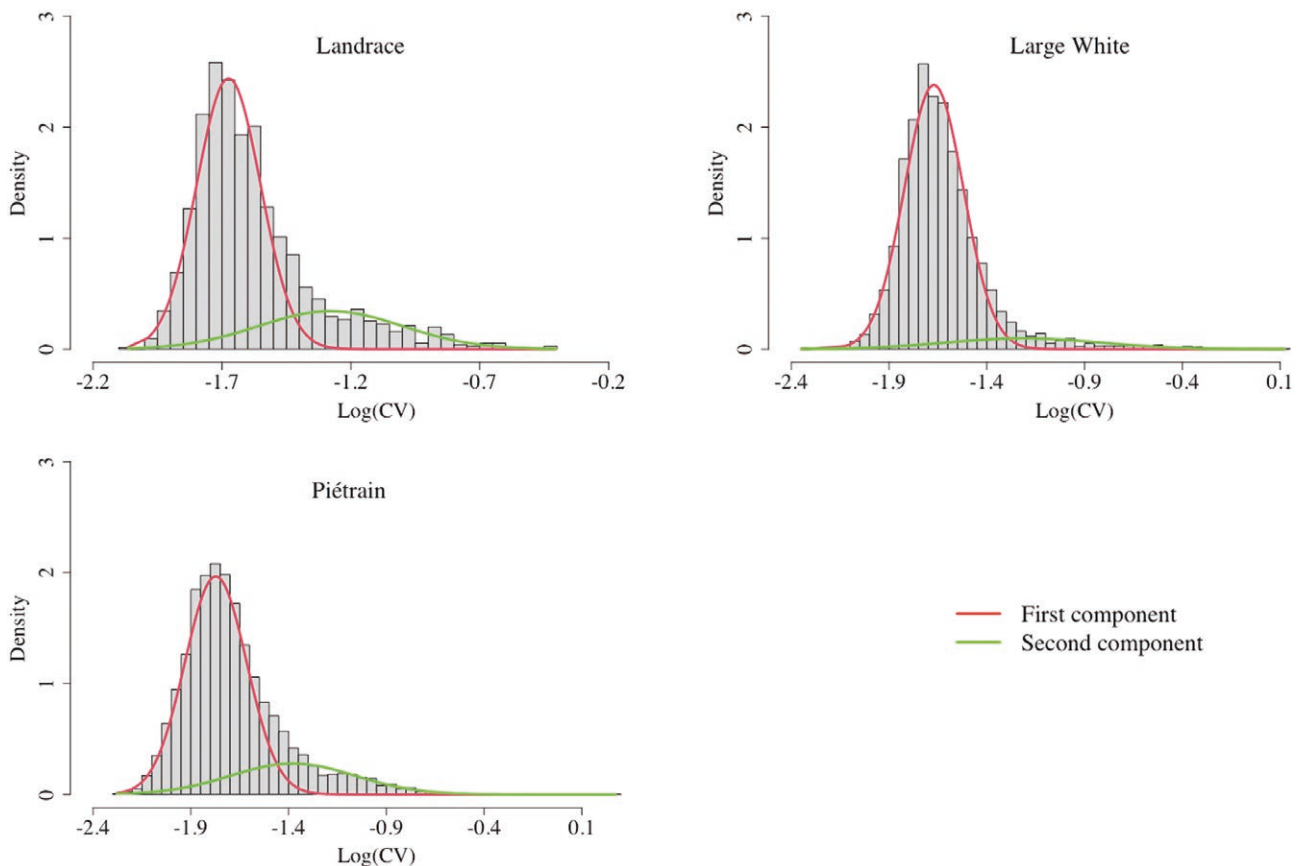 Landrace
Density
3
2
1
0
-2.2 -1.7 -1.2 -0.7 -0.2
Log(CV)
Large White
Density
3
2
1
0
-2.4 -1.9 -1.4 -0.9 -0.4 0.1
Log(CV)
Piétrain
Density
3
2
1
0
-2.4 -1.9 -1.4 -0.9 -0.4 0.1
Log(CV)
First component
Second component